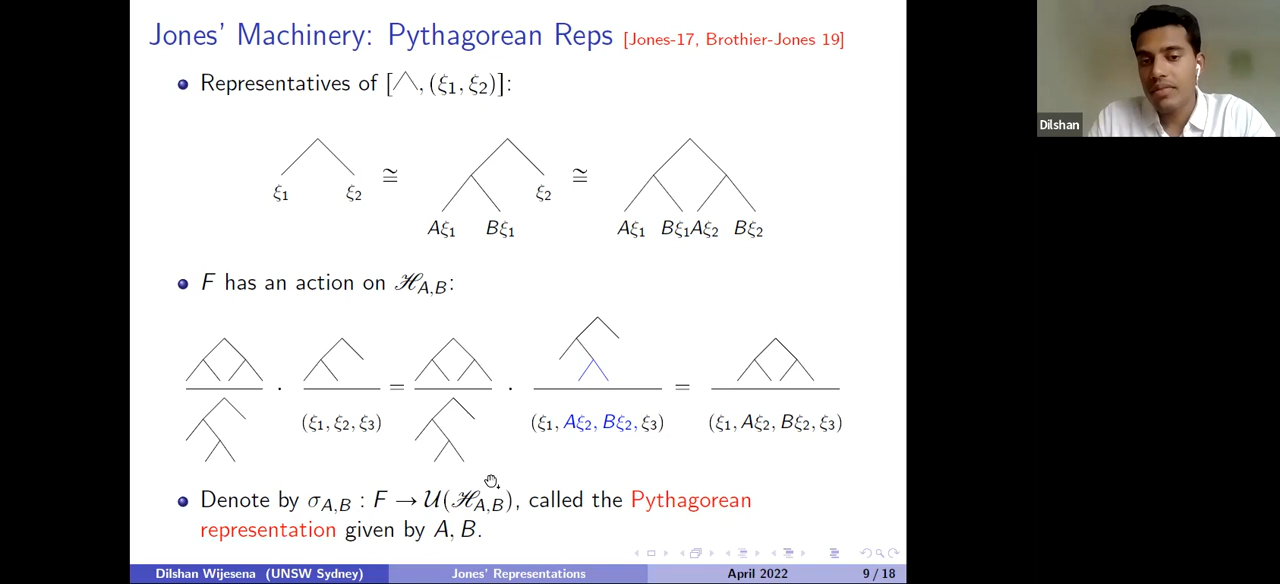 Jones' Machinery: Pythagorean Reps [Jones-17, Brothier-Jones 19]
Representatives of [∧, (ξ1, ξ2)]:
ξ1 ξ2 ≅ ξ2 ≅
Aξ1 Bξ1 Aξ1 Bξ1 Aξ2 Bξ2
F has an action on ℋA,B:
· = · =
(ξ1, ξ2, ξ3) (ξ1, Aξ2, Bξ2, ξ3) (ξ1, Aξ2, Bξ2, ξ3)
Denote by σA,B : F → U(ℋA,B), called the Pythagorean
representation given by A, B.
Dilshan Wijesena (UNSW Sydney) Jones' Representations April 2022 9 / 18
Dilshan